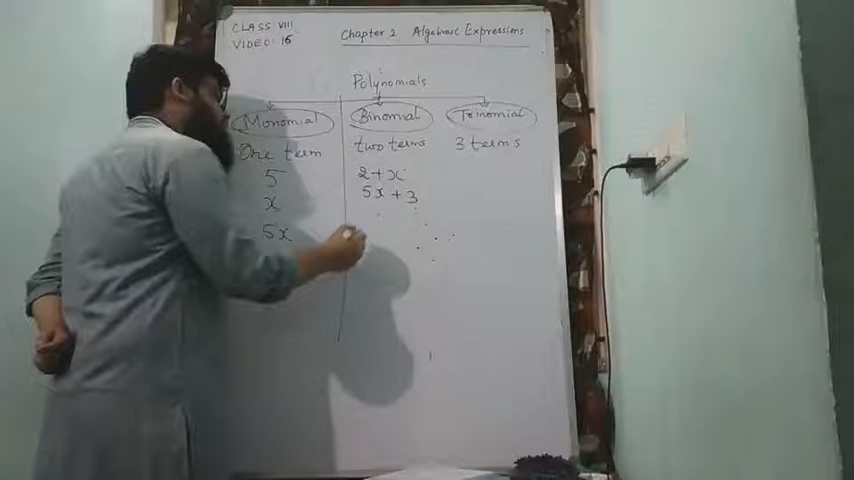 CLASS VIII
VIDEO: 16
Chapter 2 Algebraic Expressions
Polynomials
Monomial Binomial Trinomial
One term two terms 3 terms
5 2 + x
x 5x + 3
5x